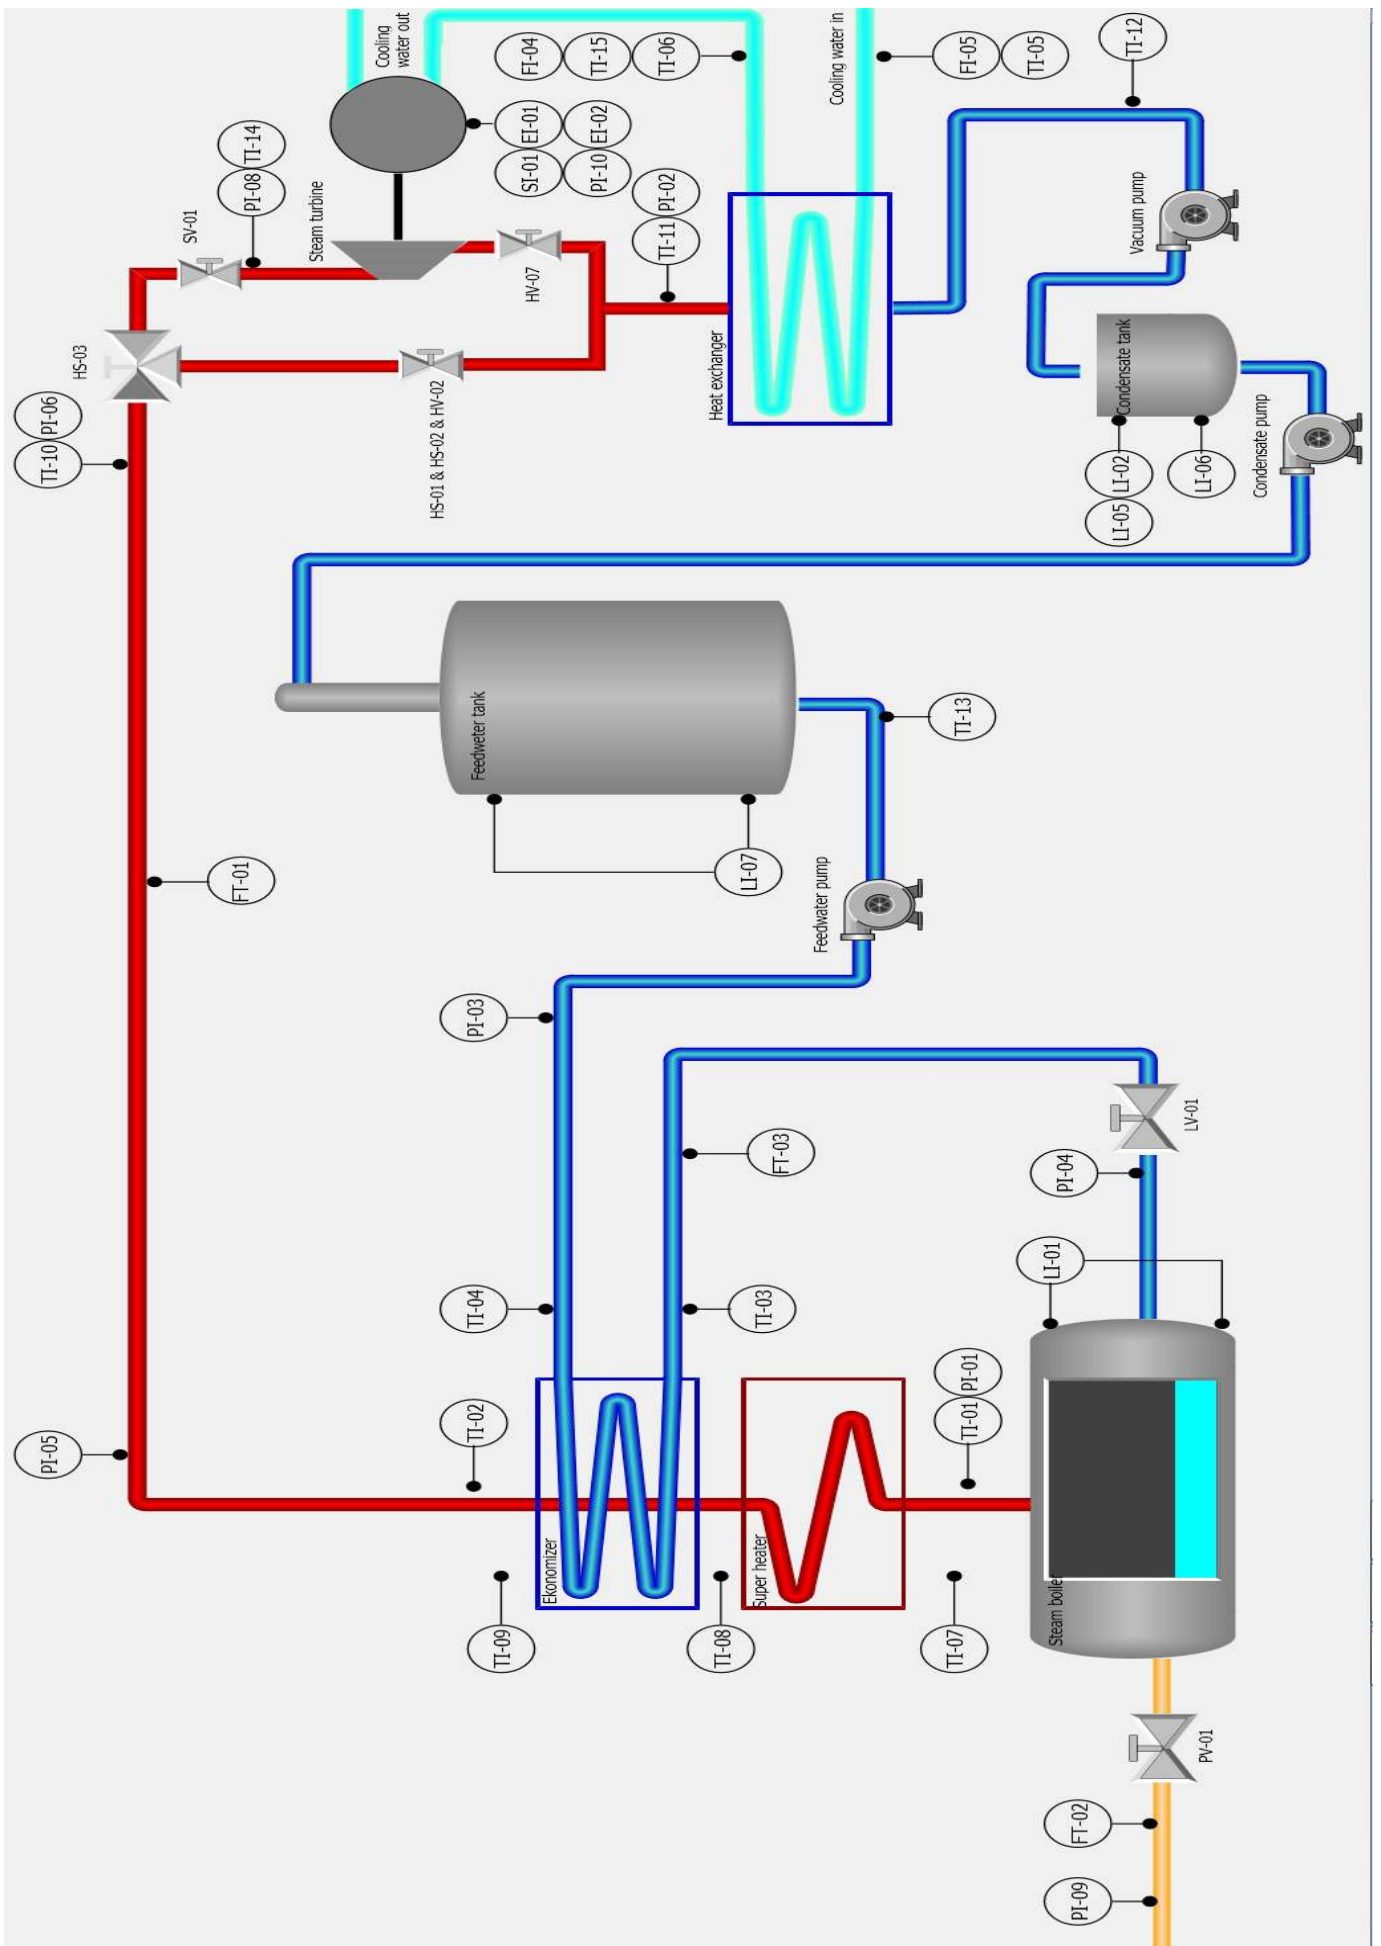 PI-05
TI-10
PI-06
HS-03
SV-01
FT-01
PI-08
TI-14
Steam turbine
Cooling
water out
HS-01 & HS-02 & HV-02
TI-09
TI-02
TI-04
PI-03
Feedweter tank
HV-07
SI-01
EI-01
FI-04
Ekonomizer
PI-10
EI-02
TI-15
TI-11
PI-02
TI-06
Heat exchanger
TI-08
Super heater
TI-03
FT-03
LI-07
Feedwater pump
Cooling water in
TI-07
TI-01
PI-01
TI-13
FI-05
TI-05
Steam boiler
LI-01
PI-04
PI-09
FT-02
LI-05
LI-02
Condensate tank
Vacuum pump
TI-12
PV-01
LV-01
LI-06
Condensate pump